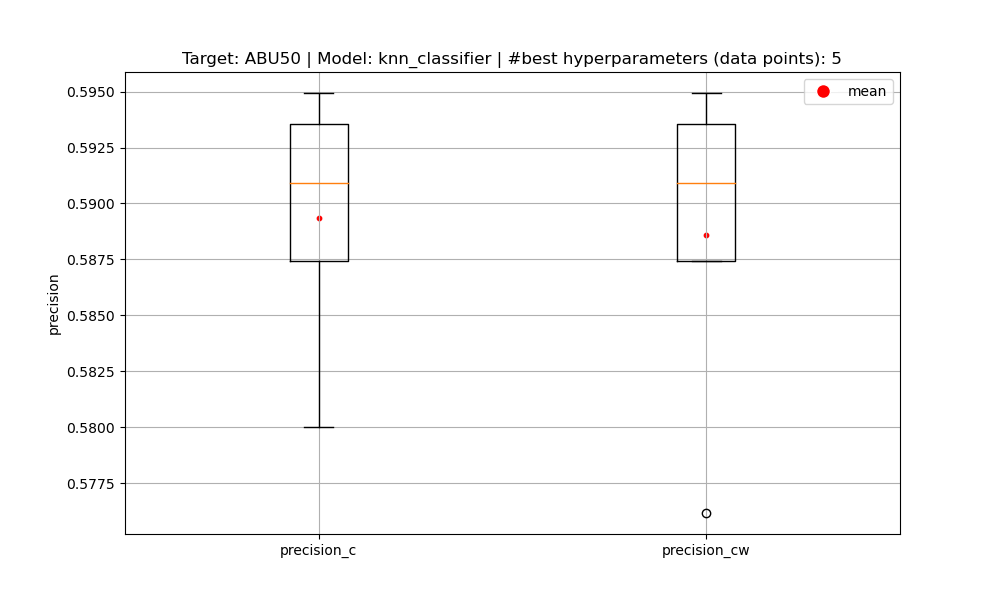 Target: ABU50 | Model: knn_classifier | #best hyperparameters (data points): 5
mean
0.5950
0.5925
0.5900
0.5875
0.5850
0.5825
0.5800
0.5775
precision
precision_c
precision_cw